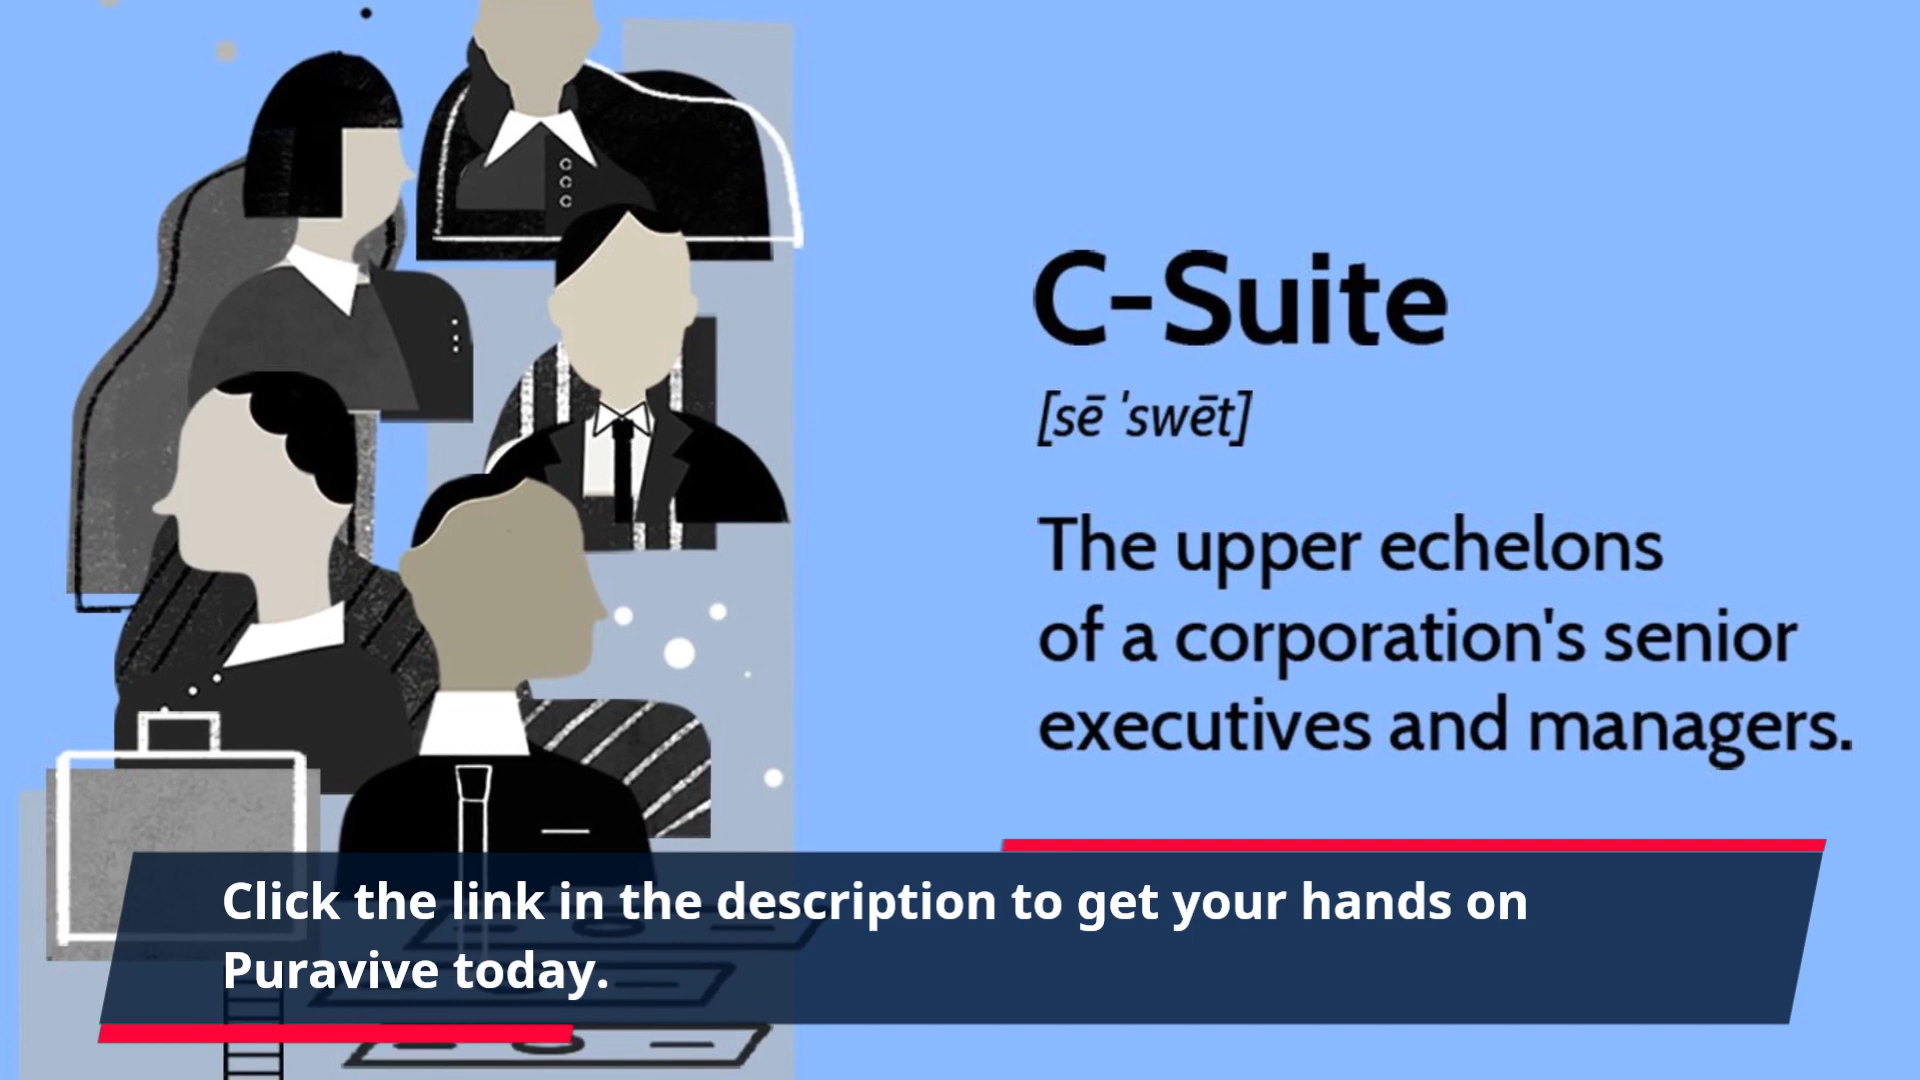 C-Suite
[sē 'swēt]
The upper echelons
of a corporation's senior
executives and managers.
Click the link in the description to get your hands on
Puravive today.